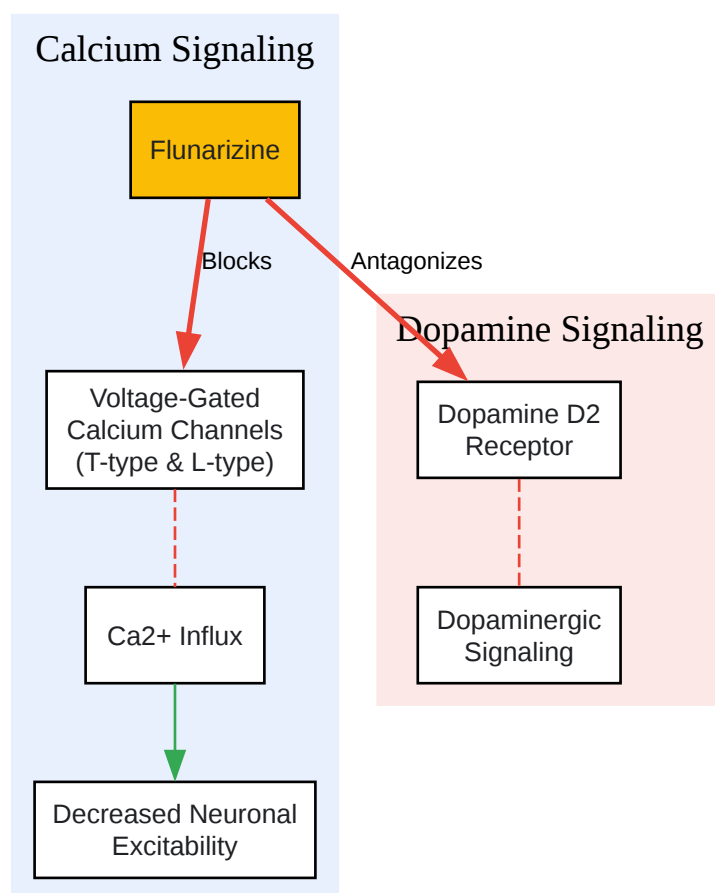 Calcium Signaling
Flunarizine
Blocks
Antagonizes
Dopamine Signaling
Voltage-Gated
Calcium Channels
(T-type & L-type)
Dopamine D2
Receptor
Ca2+ Influx
Dopaminergic
Signaling
Decreased Neuronal
Excitability